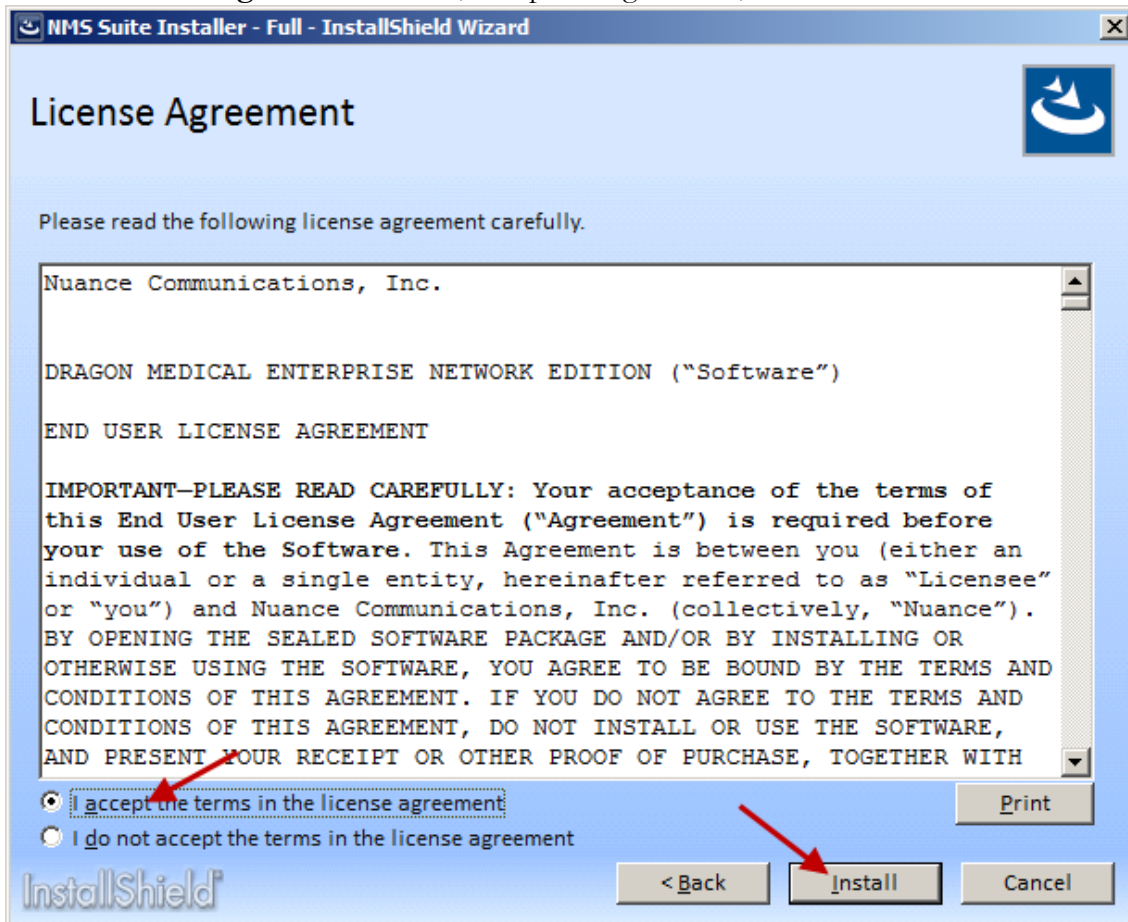 NMS Suite Installer - Full - InstallShield Wizard
License Agreement
Please read the following license agreement carefully.
Nuance Communications, Inc.
DRAGON MEDICAL ENTERPRISE NETWORK EDITION (“Software”)
END USER LICENSE AGREEMENT
IMPORTANT—PLEASE READ CAREFULLY: Your acceptance of the terms of
this End User License Agreement (“Agreement”) is required before
your use of the Software. This Agreement is between you (either an
individual or a single entity, hereinafter referred to as “Licensee”
or “you”) and Nuance Communications, Inc. (collectively, “Nuance”).
BY OPENING THE SEALED SOFTWARE PACKAGE AND/OR BY INSTALLING OR
OTHERWISE USING THE SOFTWARE, YOU AGREE TO BE BOUND BY THE TERMS AND
CONDITIONS OF THIS AGREEMENT. IF YOU DO NOT AGREE TO THE TERMS AND
CONDITIONS OF THIS AGREEMENT, DO NOT INSTALL OR USE THE SOFTWARE,
AND PRESENT YOUR RECEIPT OR OTHER PROOF OF PURCHASE, TOGETHER WITH
I accept the terms in the license agreement
Print
I do not accept the terms in the license agreement
InstallShield
< Back
Install
Cancel